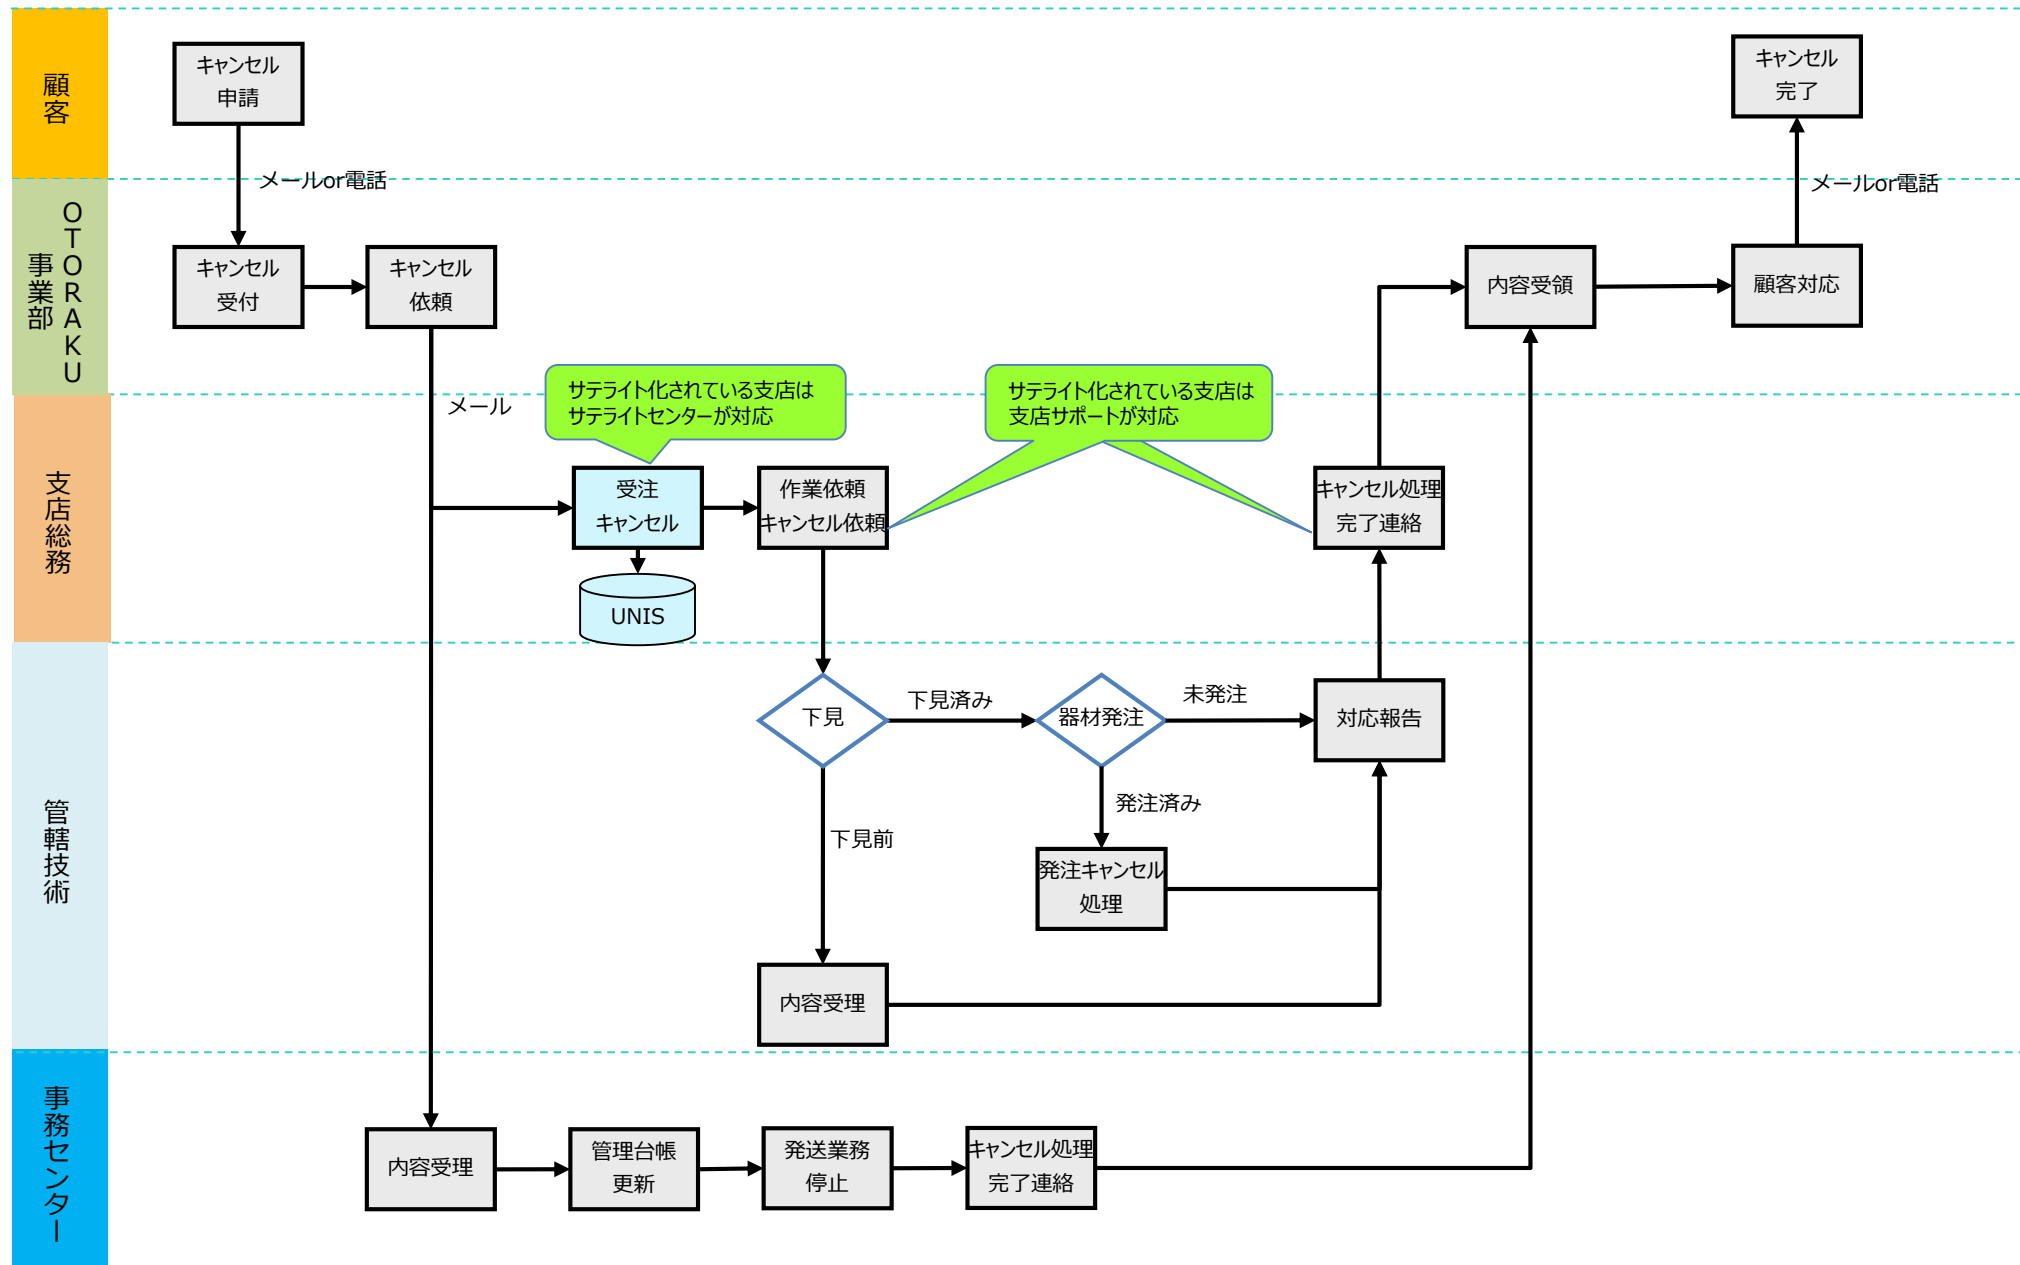 顧客
キャンセル
申請
キャンセル
完了
メールor電話
メールor電話
OTORAKU
事業部
キャンセル
受付
キャンセル
依頼
内容受領
顧客対応
メール
サテライト化されている支店は
サテライトセンターが対応
サテライト化されている支店は
支店サポートが対応
支店総務
受注
キャンセル
作業依頼
キャンセル依頼
キャンセル処理
完了連絡
UNIS
管轄技術
下見
下見済み
器材発注
未発注
対応報告
発注済み
下見前
発注キャンセル
処理
内容受理
事務センター
内容受理
管理台帳
更新
発送業務
停止
キャンセル処理
完了連絡